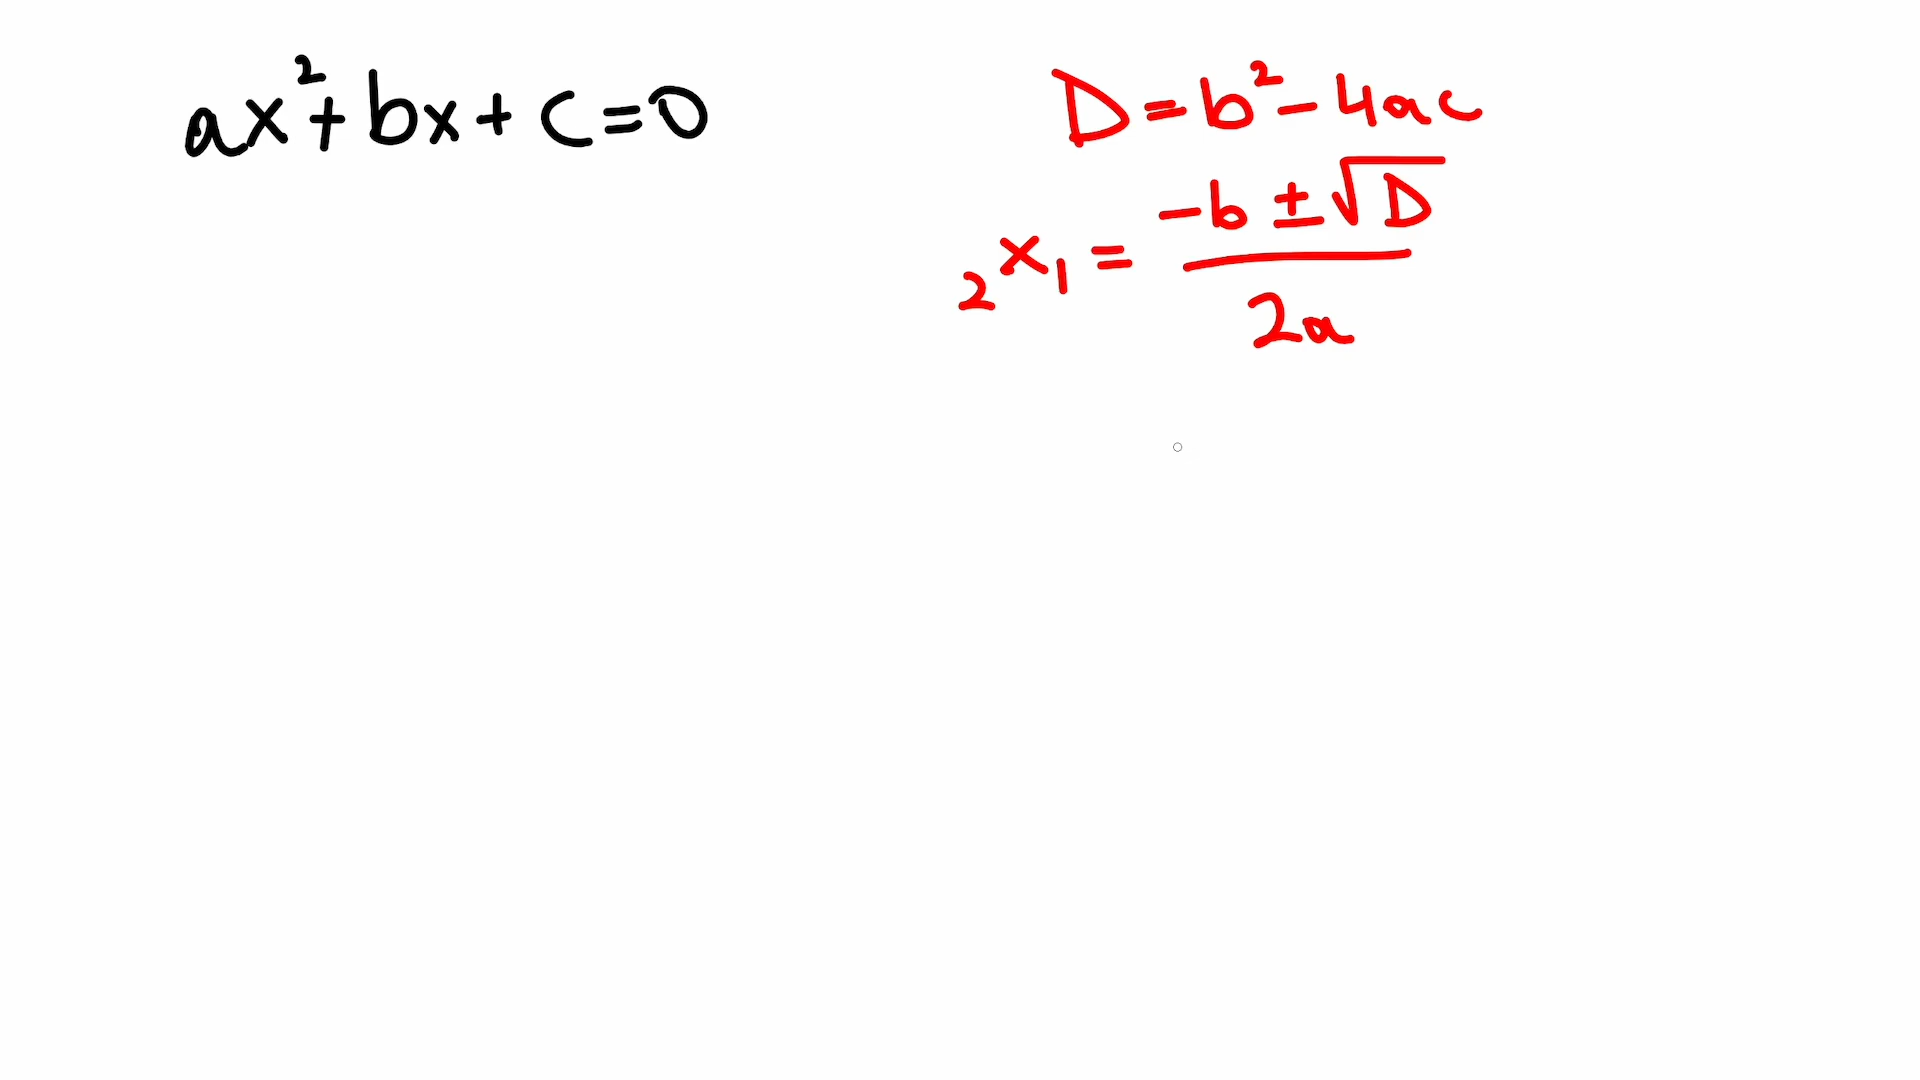 ax²+bx+c=0
D=b²-4ac
₂x₁ = (-b ± √D) / 2a